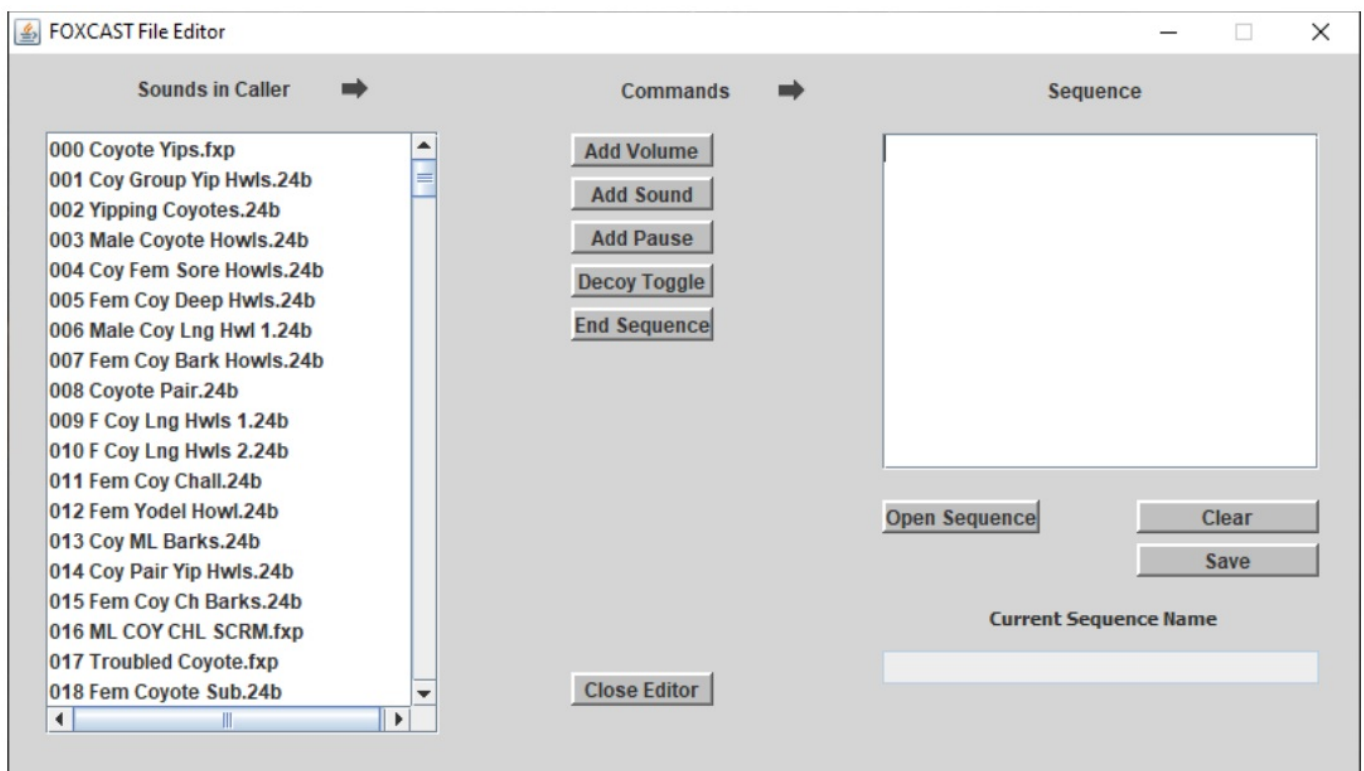 FOXCAST File Editor
Sounds in Caller
Commands
Sequence
000 Coyote Yips.fxp
001 Coy Group Yip Hwls.24b
002 Yipping Coyotes.24b
003 Male Coyote Howls.24b
004 Coy Fem Sore Howls.24b
005 Fem Coy Deep Hwls.24b
006 Male Coy Lng Hwl 1.24b
007 Fem Coy Bark Howls.24b
008 Coyote Pair.24b
009 F Coy Lng Hwls 1.24b
010 F Coy Lng Hwls 2.24b
011 Fem Coy Chall.24b
012 Fem Yodel Howl.24b
013 Coy ML Barks.24b
014 Coy Pair Yip Hwls.24b
015 Fem Coy Ch Barks.24b
016 ML COY CHL SCRM.fxp
017 Troubled Coyote.fxp
018 Fem Coyote Sub.24b
Add Volume
Add Sound
Add Pause
Decoy Toggle
End Sequence
Close Editor
Open Sequence
Clear
Save
Current Sequence Name